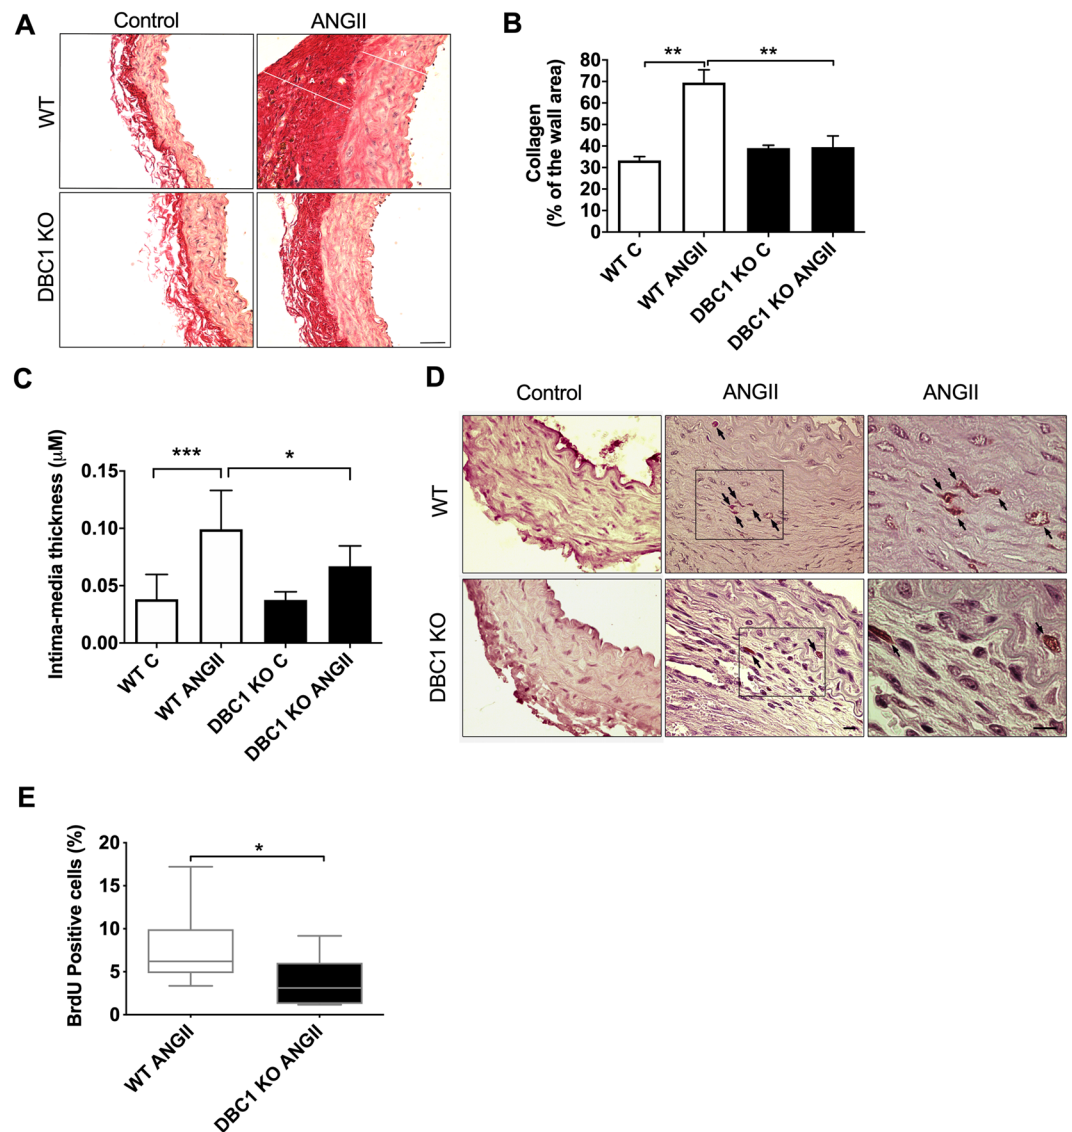 A
Control
ANGII
WT
I + M
A
DBC1 KO
B
**
**
Collagen
(% of the wall area)
80
70
60
50
40
30
20
10
0
WT C
WT ANGII
DBC1 KO C
DBC1 KO ANGII
C
Intima-media thickness (μM)
***
*
0.15
0.10
0.05
0.00
WT C
WT ANGII
DBC1 KO C
DBC1 KO ANGII
D
Control
ANGII
ANGII
WT
DBC1 KO
E
BrdU Positive cells (%)
*
20
15
10
5
0
WT ANGII
DBC1 KO ANGII